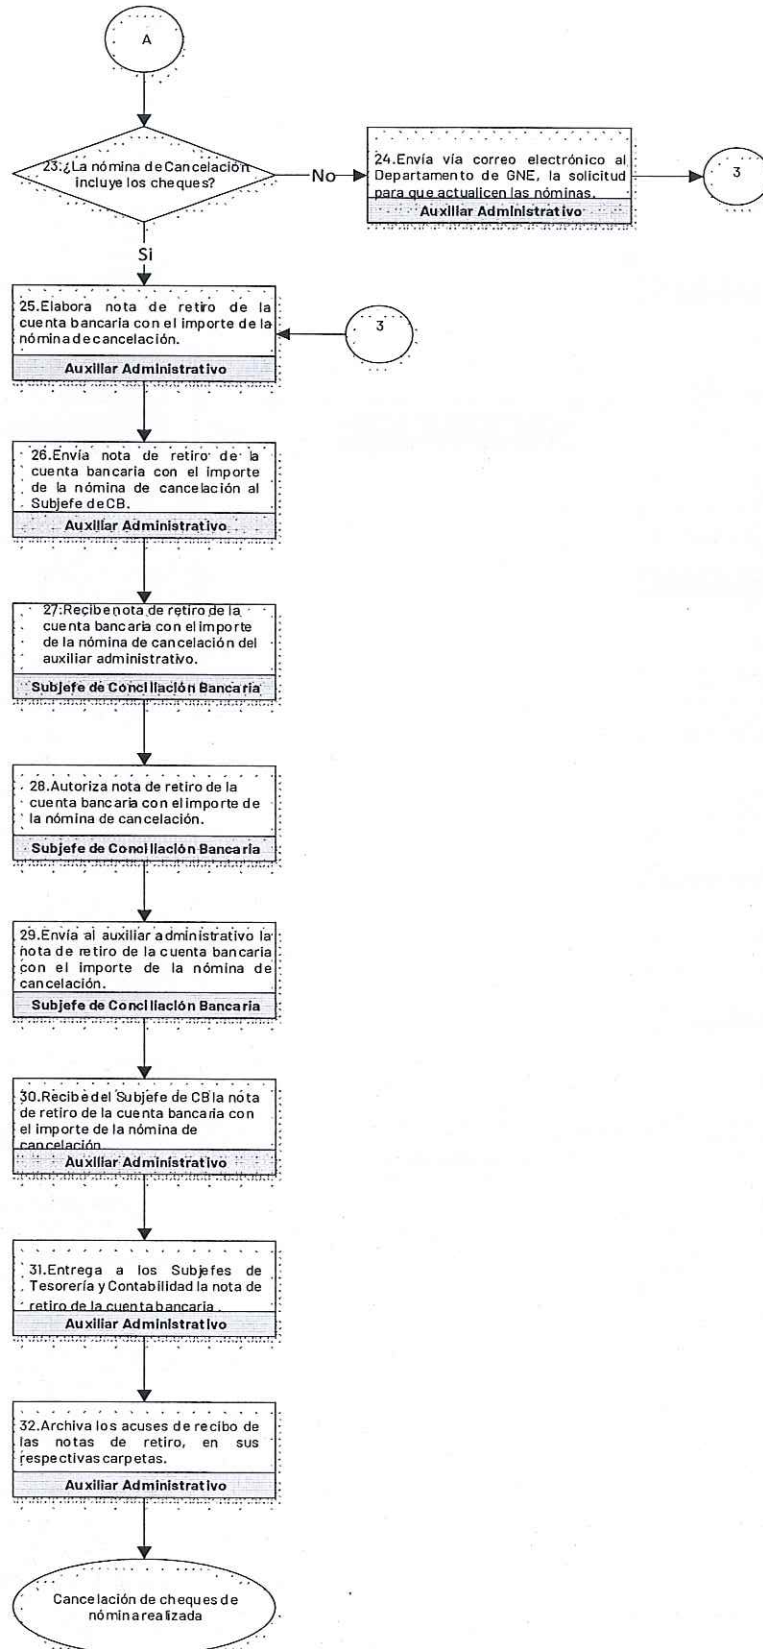 A
23.¿La nómina de Cancelación
incluye los cheques?
No
24.Envía vía correo electrónico al
Departamento de GNE, la solicitud
para que actualicen las nóminas.
Auxiliar Administrativo
3
Si
25.Elabora nota de retiro de la
cuenta bancaria con el importe de la
nómina de cancelación.
Auxiliar Administrativo
3
26.Envía nota de retiro de la
cuenta bancaria con el importe
de la nómina de cancelación al
Subjefe de CB.
Auxiliar Administrativo
27.Recibe nota de retiro de la
cuenta bancaria con el importe
de la nómina de cancelación del
auxiliar administrativo.
Subjefe de Conciliación Bancaria
28.Autoriza nota de retiro de la
cuenta bancaria con el importe de
la nómina de cancelación.
Subjefe de Conciliación Bancaria
29.Envía al auxiliar administrativo la
nota de retiro de la cuenta bancaria
con el importe de la nómina de
cancelación.
Subjefe de Conciliación Bancaria
30.Recibe del Subjefe de CB la nota
de retiro de la cuenta bancaria con
el importe de la nómina de
cancelación
Auxiliar Administrativo
31.Entrega a los Subjefes de
Tesorería y Contabilidad la nota de
retiro de la cuenta bancaria.
Auxiliar Administrativo
32.Archiva los acuses de recibo de
las notas de retiro, en sus
respectivas carpetas.
Auxiliar Administrativo
Cancelación de cheques de
nómina realizada